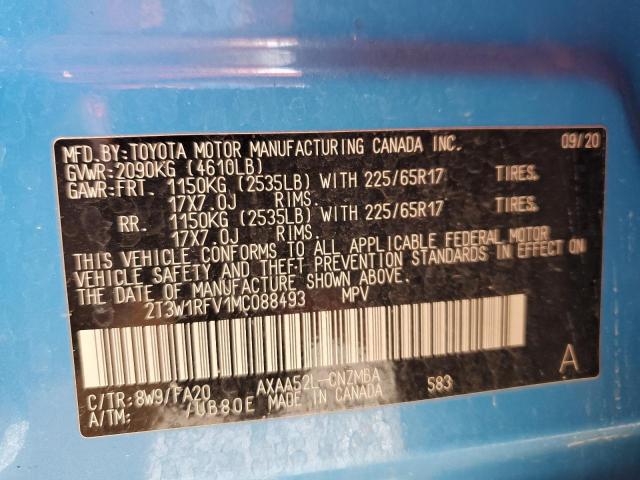 MFD.BY:TOYOTA MOTOR MANUFACTURING CANADA INC. 09/20
GVWR:2090KG (4610LB)
GAWR:FRT. 1150KG (2535LB) WITH 225/65R17 TIRES.
17X7.0J RIMS.
RR. 1150KG (2535LB) WITH 225/65R17 TIRES.
17X7.0J RIMS.
THIS VEHICLE CONFORMS TO ALL APPLICABLE FEDERAL MOTOR
VEHICLE SAFETY AND THEFT PREVENTION STANDARDS IN EFFECT ON
THE DATE OF MANUFACTURE SHOWN ABOVE.
2T3W1RFV1MC088493 MPV
A
C/TR:8W9/FA20 AXAA52L-CNZMBA 583
A/TM: /UB80E MADE IN CANADA